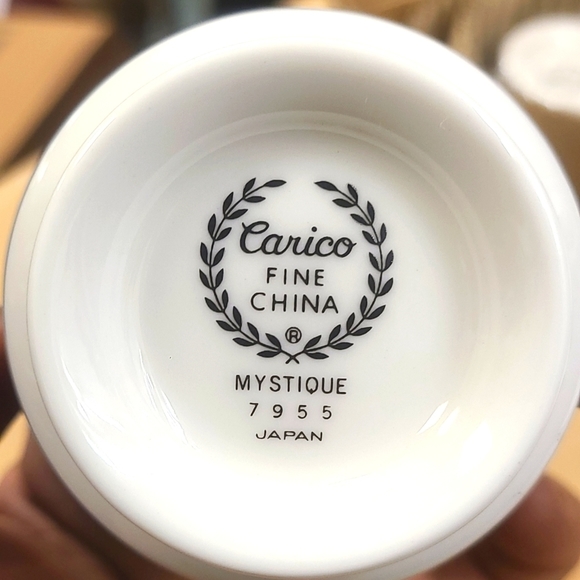 Carico
FINE
CHINA
®
MYSTIQUE
7955
JAPAN